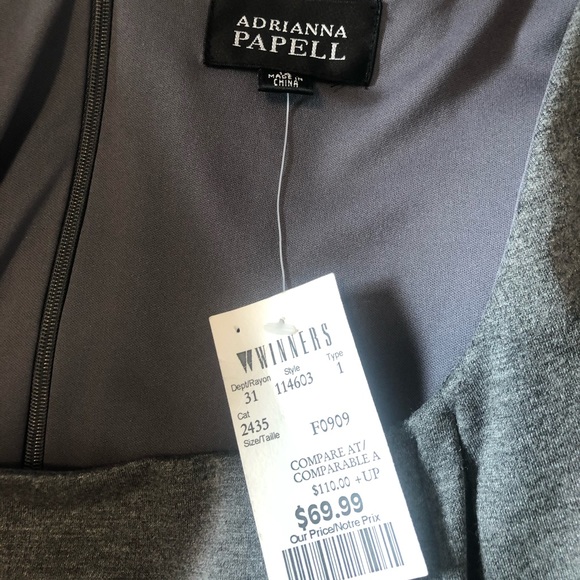 ADRIANNA
PAPELL
MADE IN
CHINA
WINNERS
Dept/Rayon Style Type
31 114603 1
Cat
2435 F0909
Size/Taille
COMPARE AT/
COMPARABLE A
$110.00 + UP
$69.99
Our Price/Notre Prix